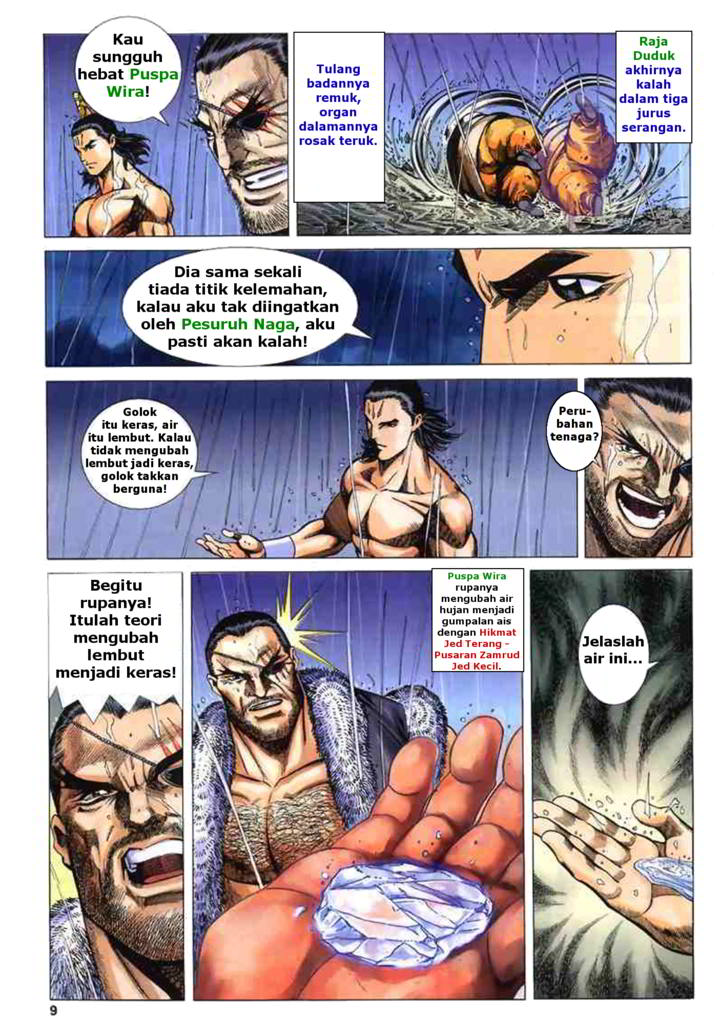 Kau
sungguh
hebat Puspa
Wira!
Tulang
badannya
remuk,
organ
dalamannya
rosak teruk.
Raja
Duduk
akhirnya
kalah
dalam tiga
jurus
serangan.
Dia sama sekali
tiada titik kelemahan,
kalau aku tak diingatkan
oleh Pesuruh Naga, aku
pasti akan kalah!
Golok
itu keras, air
itu lembut. Kalau
tidak mengubah
lembut jadi keras,
golok takkan
berguna!
Peru-
bahan
tenaga?
Begitu
rupanya!
Itulah teori
mengubah
lembut
menjadi keras!
Puspa Wira
rupanya
mengubah air
hujan menjadi
gumpalan ais
dengan Hikmat
Jed Terang -
Pusaran Zamrud
Jed Kecil.
Jelaslah
air ini...
9